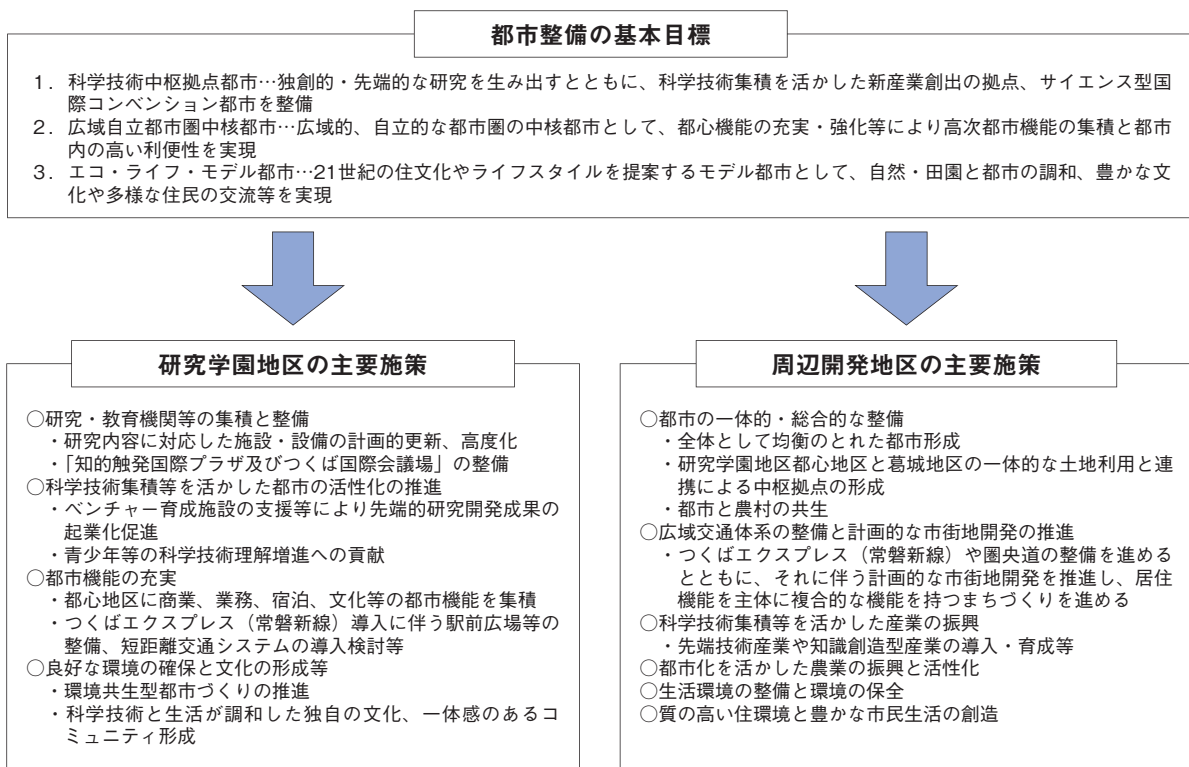 都市整備の基本目標
1．科学技術中枢拠点都市…独創的・先端的な研究を生み出すとともに、科学技術集積を活かした新産業創出の拠点、サイエンス型国
際コンベンション都市を整備
2．広域自立都市圏中核都市…広域的、自立的な都市圏の中核都市として、都心機能の充実・強化等により高次都市機能の集積と都市
内の高い利便性を実現
3．エコ・ライフ・モデル都市…21世紀の住文化やライフスタイルを提案するモデル都市として、自然・田園と都市の調和、豊かな文
化や多様な住民の交流等を実現
研究学園地区の主要施策
○研究・教育機関等の集積と整備
・研究内容に対応した施設・設備の計画的更新、高度化
・「知的触発国際プラザ及びつくば国際会議場」の整備
○科学技術集積等を活かした都市の活性化の推進
・ベンチャー育成施設の支援等により先端的研究開発成果の
起業化促進
・青少年等の科学技術理解増進への貢献
○都市機能の充実
・都心地区に商業、業務、宿泊、文化等の都市機能を集積
・つくばエクスプレス（常磐新線）導入に伴う駅前広場等の
整備、短距離交通システムの導入検討等
○良好な環境の確保と文化の形成等
・環境共生型都市づくりの推進
・科学技術と生活が調和した独自の文化、一体感のあるコ
ミュニティ形成
周辺開発地区の主要施策
○都市の一体的・総合的な整備
・全体として均衡のとれた都市形成
・研究学園地区都心地区と葛城地区の一体的な土地利用と連
携による中枢拠点の形成
・都市と農村の共生
○広域交通体系の整備と計画的な市街地開発の推進
・つくばエクスプレス（常磐新線）や圏央道の整備を進める
とともに、それに伴う計画的な市街地開発を推進し、居住
機能を主体に複合的な機能を持つまちづくりを進める
○科学技術集積等を活かした産業の振興
・先端技術産業や知識創造型産業の導入・育成等
○都市化を活かした農業の振興と活性化
○生活環境の整備と環境の保全
○質の高い住環境と豊かな市民生活の創造